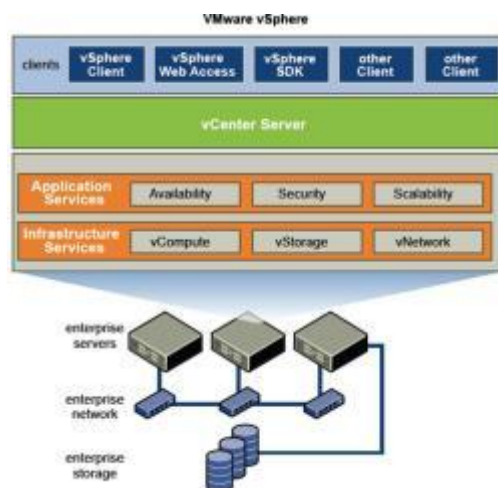 VMware vSphere
clients
vSphere
Client
vSphere
Web Access
vSphere
SDK
other
Client
other
Client
vCenter Server
Application
Services
Availability
Security
Scalability
Infrastructure
Services
vCompute
vStorage
vNetwork
enterprise
servers
enterprise
network
enterprise
storage